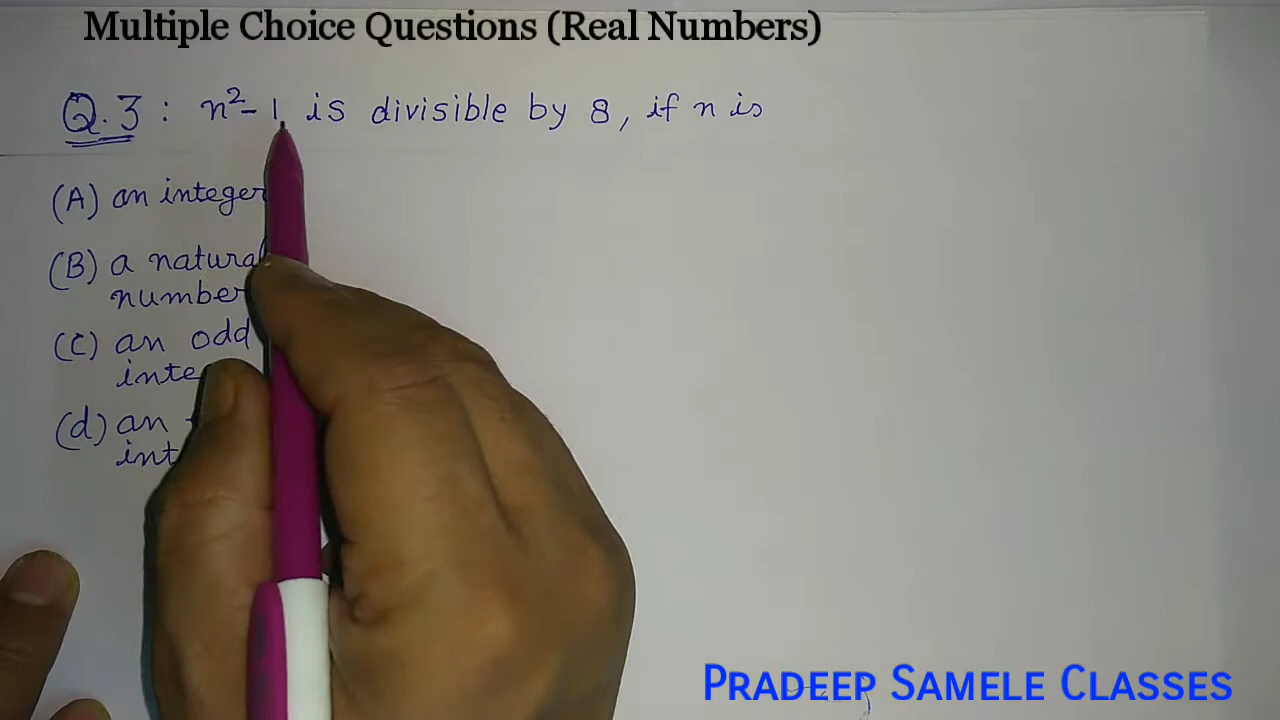 Multiple Choice Questions (Real Numbers)
Q.3 : n²-1 is divisible by 8, if n is
(A) an integer
(B) a natural
number
(C) an odd
(d) an
PRADEEP SAMELE CLASSES